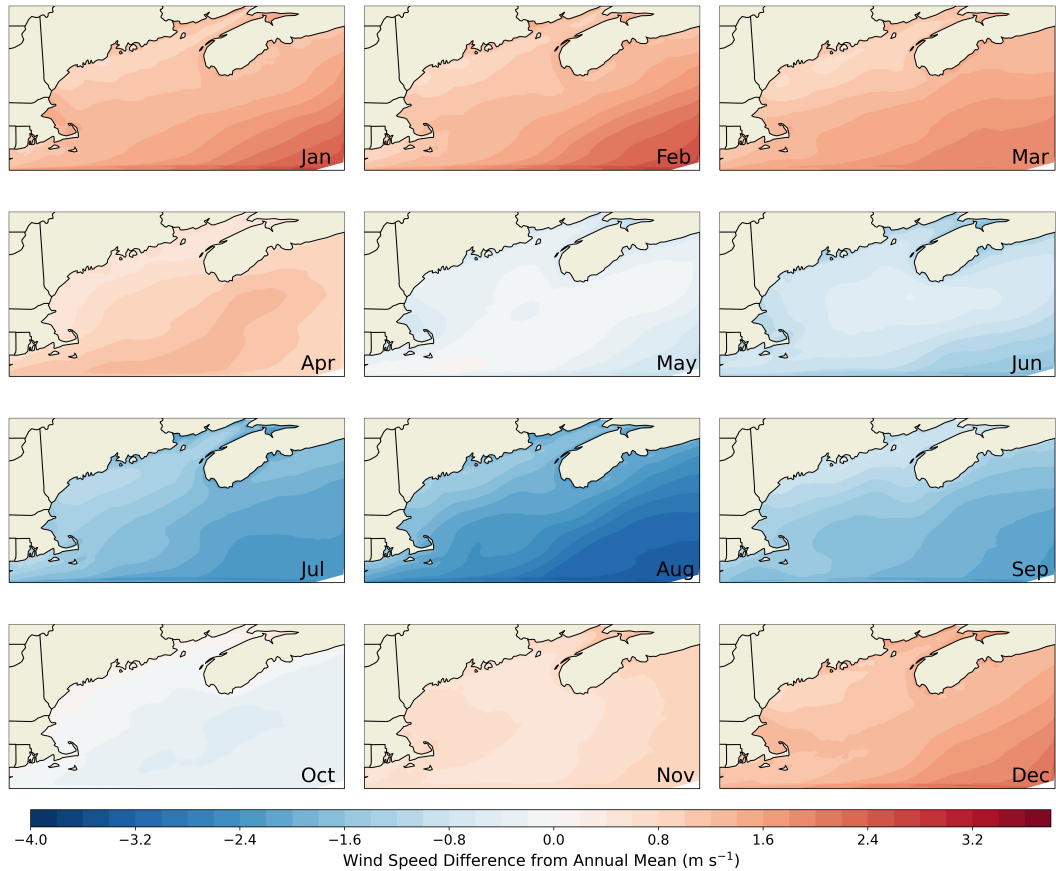 Jan
Feb
Mar
Apr
May
Jun
Jul
Aug
Sep
Oct
Nov
Dec
−4.0 −3.2 −2.4 −1.6 −0.8 0.0 0.8 1.6 2.4 3.2
Wind Speed Difference from Annual Mean (m s⁻¹)